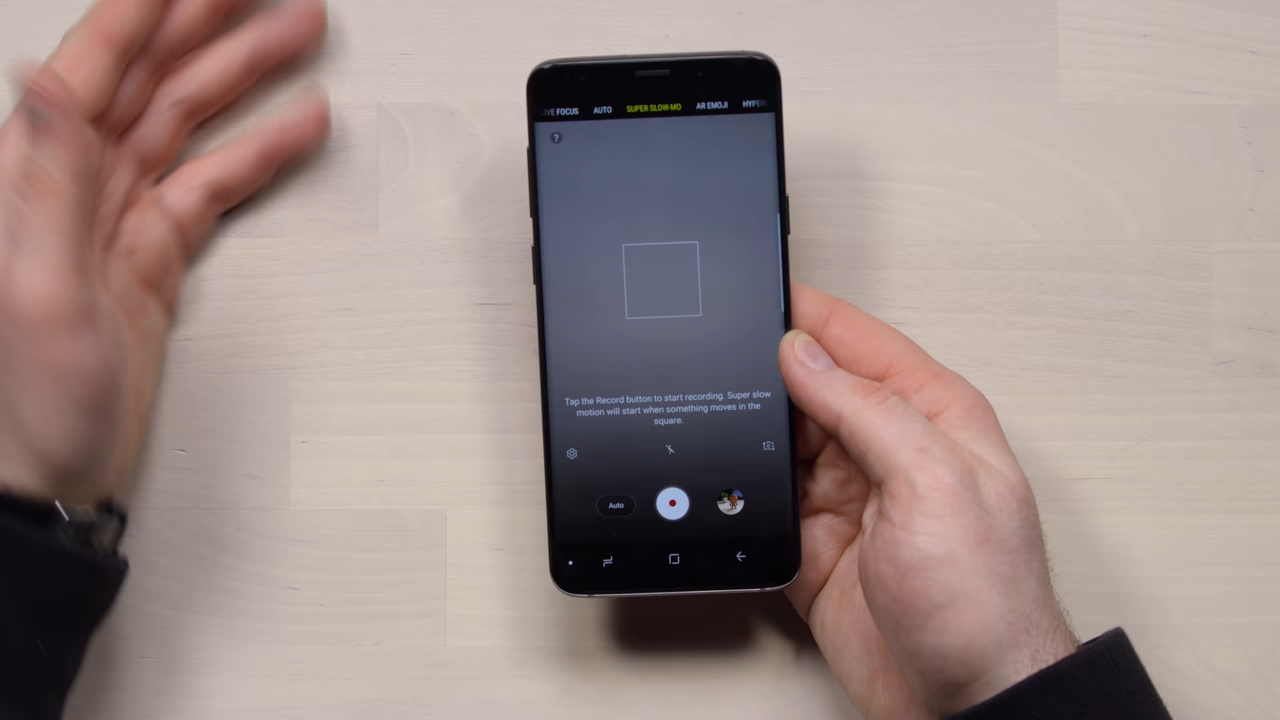 LIVE FOCUS AUTO SUPER SLOW-MO AR EMOJI HYPER
?
Tap the Record button to start recording. Super slow
motion will start when something moves in the
square.
Auto